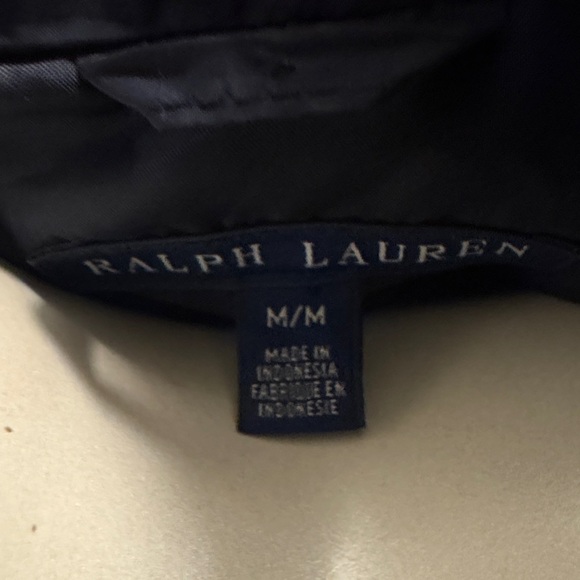 RALPH LAUREN
M/M
MADE IN
INDONESIA
FABRIQUE EN
INDONESIE